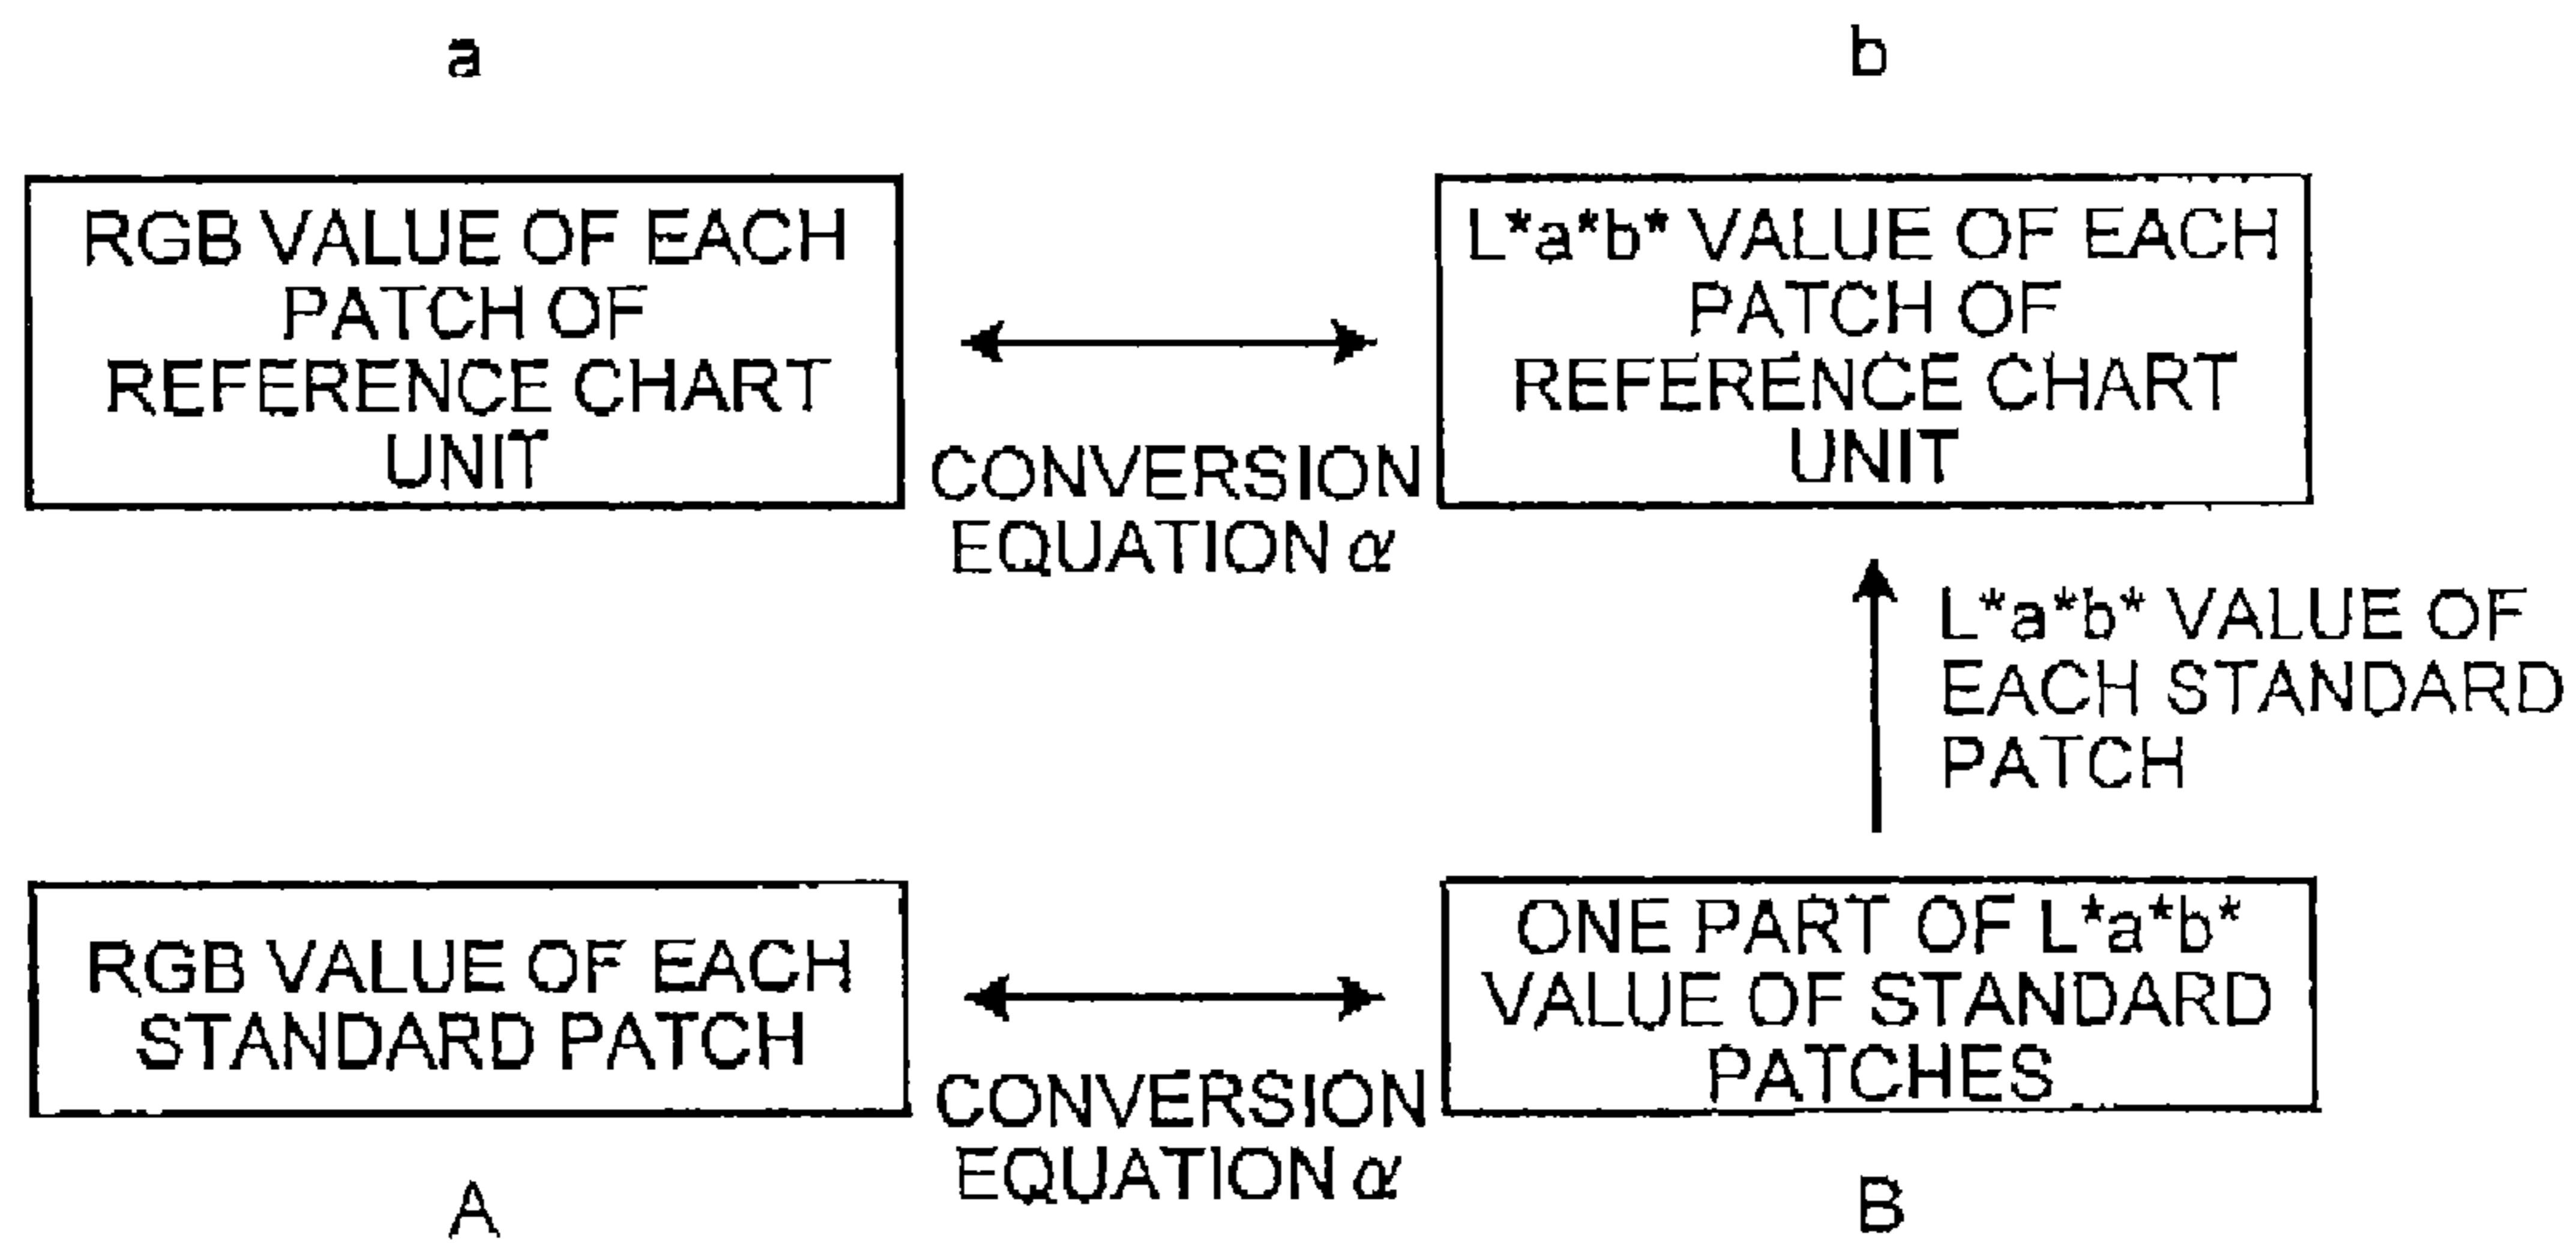 a
b
RGB VALUE OF EACH
PATCH OF
REFERENCE CHART
UNIT
CONVERSION
EQUATION α
L*a*b* VALUE OF EACH
PATCH OF
REFERENCE CHART
UNIT
L*a*b* VALUE OF
EACH STANDARD
PATCH
RGB VALUE OF EACH
STANDARD PATCH
CONVERSION
EQUATION α
ONE PART OF L*a*b*
VALUE OF STANDARD
PATCHES
A
B